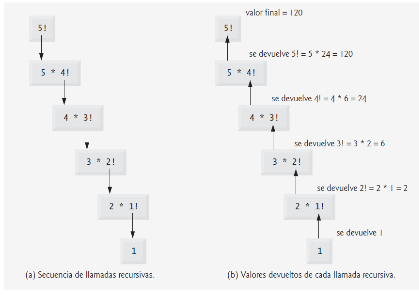 5!
5 * 4!
4 * 3!
3 * 2!
2 * 1!
1
(a) Secuencia de llamadas recursivas.
valor final = 120
5!
se devuelve 5! = 5 * 24 = 120
5 * 4!
se devuelve 4! = 4 * 6 = 24
4 * 3!
se devuelve 3! = 3 * 2 = 6
3 * 2!
se devuelve 2! = 2 * 1 = 2
2 * 1!
se devuelve 1
1
(b) Valores devueltos de cada llamada recursiva.